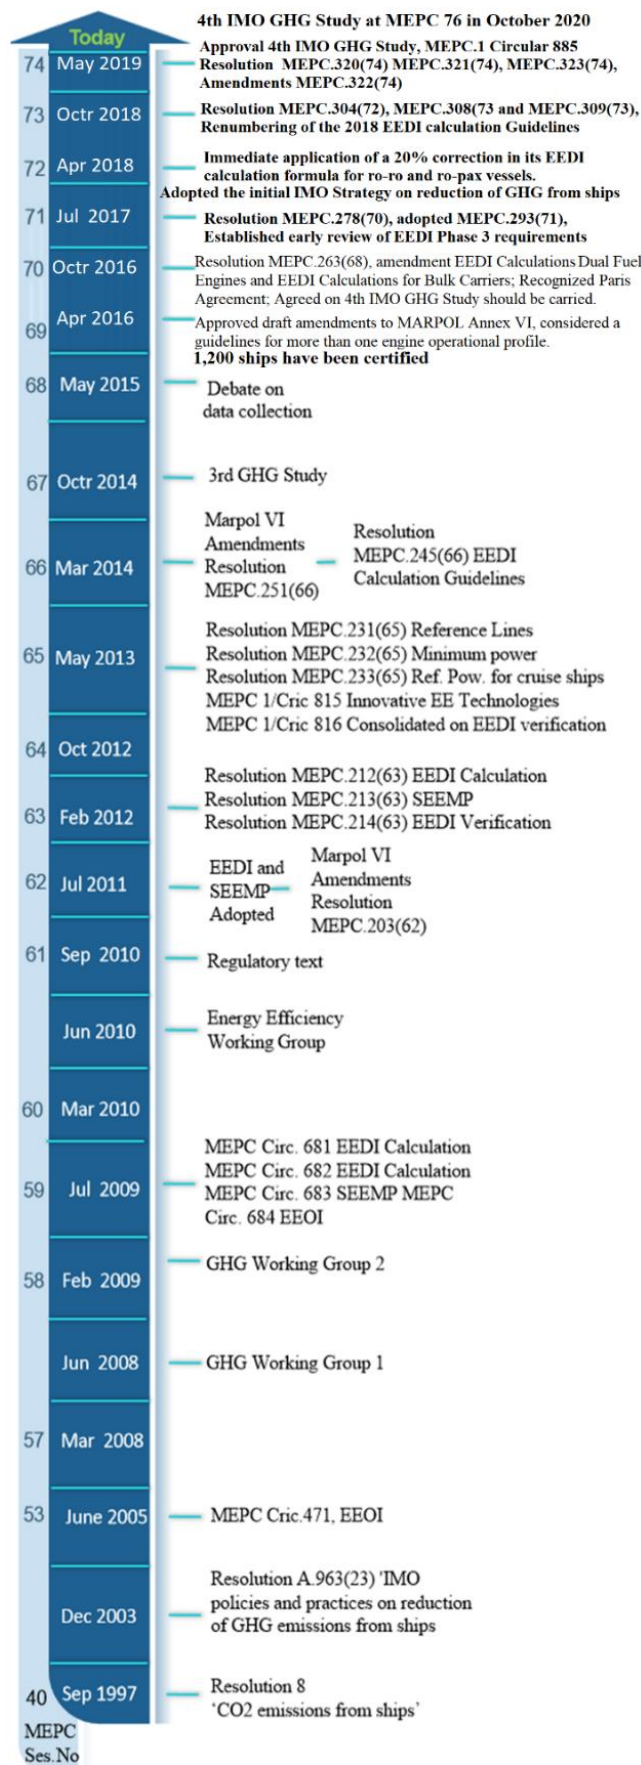 4th IMO GHG Study at MEPC 76 in October 2020
Today
Approval 4th IMO GHG Study, MEPC.1 Circular 885
74 May 2019 Resolution MEPC.320(74) MEPC.321(74), MEPC.323(74),
Amendments MEPC.322(74)
73 Octr 2018 Resolution MEPC.304(72), MEPC.308(73 and MEPC.309(73),
Renumbering of the 2018 EEDI calculation Guidelines
72 Apr 2018 Immediate application of a 20% correction in its EEDI
calculation formula for ro-ro and ro-pax vessels.
Adopted the initial IMO Strategy on reduction of GHG from ships
71 Jul 2017 Resolution MEPC.278(70), adopted MEPC.293(71),
Established early review of EEDI Phase 3 requirements
70 Octr 2016 Resolution MEPC.263(68), amendment EEDI Calculations Dual Fuel
Engines and EEDI Calculations for Bulk Carriers; Recognized Paris
Agreement; Agreed on 4th IMO GHG Study should be carried.
69 Apr 2016 Approved draft amendments to MARPOL Annex VI, considered a
guidelines for more than one engine operational profile.
1,200 ships have been certified
68 May 2015 Debate on
data collection
67 Octr 2014 3rd GHG Study
66 Mar 2014
Marpol VI
Amendments
Resolution
MEPC.251(66)
Resolution
MEPC.245(66) EEDI
Calculation Guidelines
65 May 2013
Resolution MEPC.231(65) Reference Lines
Resolution MEPC.232(65) Minimum power
Resolution MEPC.233(65) Ref. Pow. for cruise ships
MEPC 1/Cric 815 Innovative EE Technologies
MEPC 1/Cric 816 Consolidated on EEDI verification
64 Oct 2012
63 Feb 2012
Resolution MEPC.212(63) EEDI Calculation
Resolution MEPC.213(63) SEEMP
Resolution MEPC.214(63) EEDI Verification
62 Jul 2011
EEDI and
SEEMP
Adopted
Marpol VI
Amendments
Resolution
MEPC.203(62)
61 Sep 2010 Regulatory text
Jun 2010 Energy Efficiency
Working Group
60 Mar 2010
59 Jul 2009
MEPC Circ. 681 EEDI Calculation
MEPC Circ. 682 EEDI Calculation
MEPC Circ. 683 SEEMP MEPC
Circ. 684 EEOI
58 Feb 2009 GHG Working Group 2
Jun 2008 GHG Working Group 1
57 Mar 2008
53 June 2005 MEPC Cric.471, EEOI
Dec 2003
Resolution A.963(23) 'IMO
policies and practices on reduction
of GHG emissions from ships
40 Sep 1997 Resolution 8
‘CO2 emissions from ships’
MEPC
Ses.No